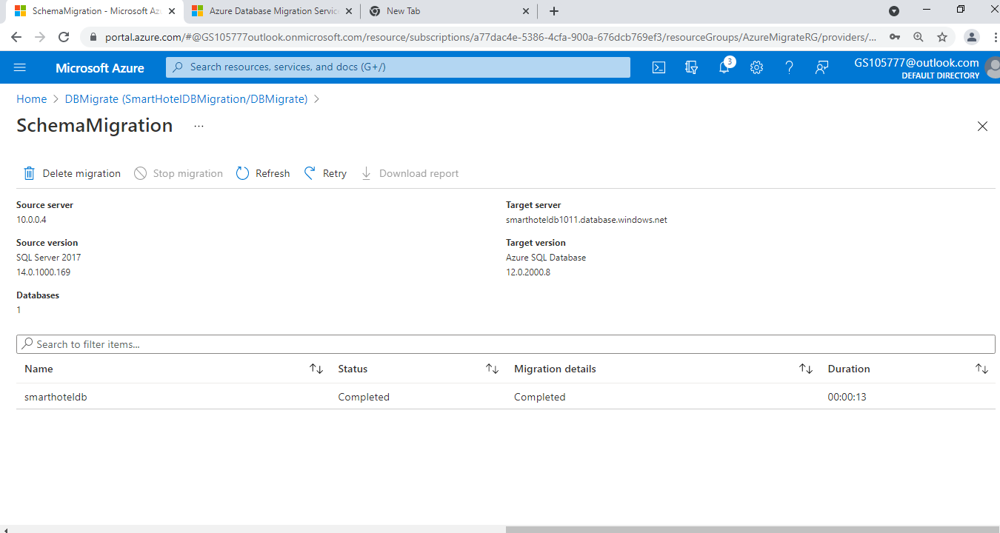 SchemaMigration - Microsoft Azu
Azure Database Migration Servic
New Tab
portal.azure.com/#@GS105777outlook.onmicrosoft.com/resource/subscriptions/a77dac4e-5386-4cfa-900a-676dcb769ef3/resourceGroups/AzureMigrateRG/providers/...
Microsoft Azure
Search resources, services, and docs (G+/)
3
GS105777@outlook.com
DEFAULT DIRECTORY
Home > DBMigrate (SmartHotelDBMigration/DBMigrate) >
SchemaMigration ...
Delete migration Stop migration Refresh Retry Download report
Source server
10.0.0.4
Source version
SQL Server 2017
14.0.1000.169
Databases
1
Target server
smarthoteldb1011.database.windows.net
Target version
Azure SQL Database
12.0.2000.8
Search to filter items...
Name Status Migration details Duration
smarthoteldb Completed Completed 00:00:13